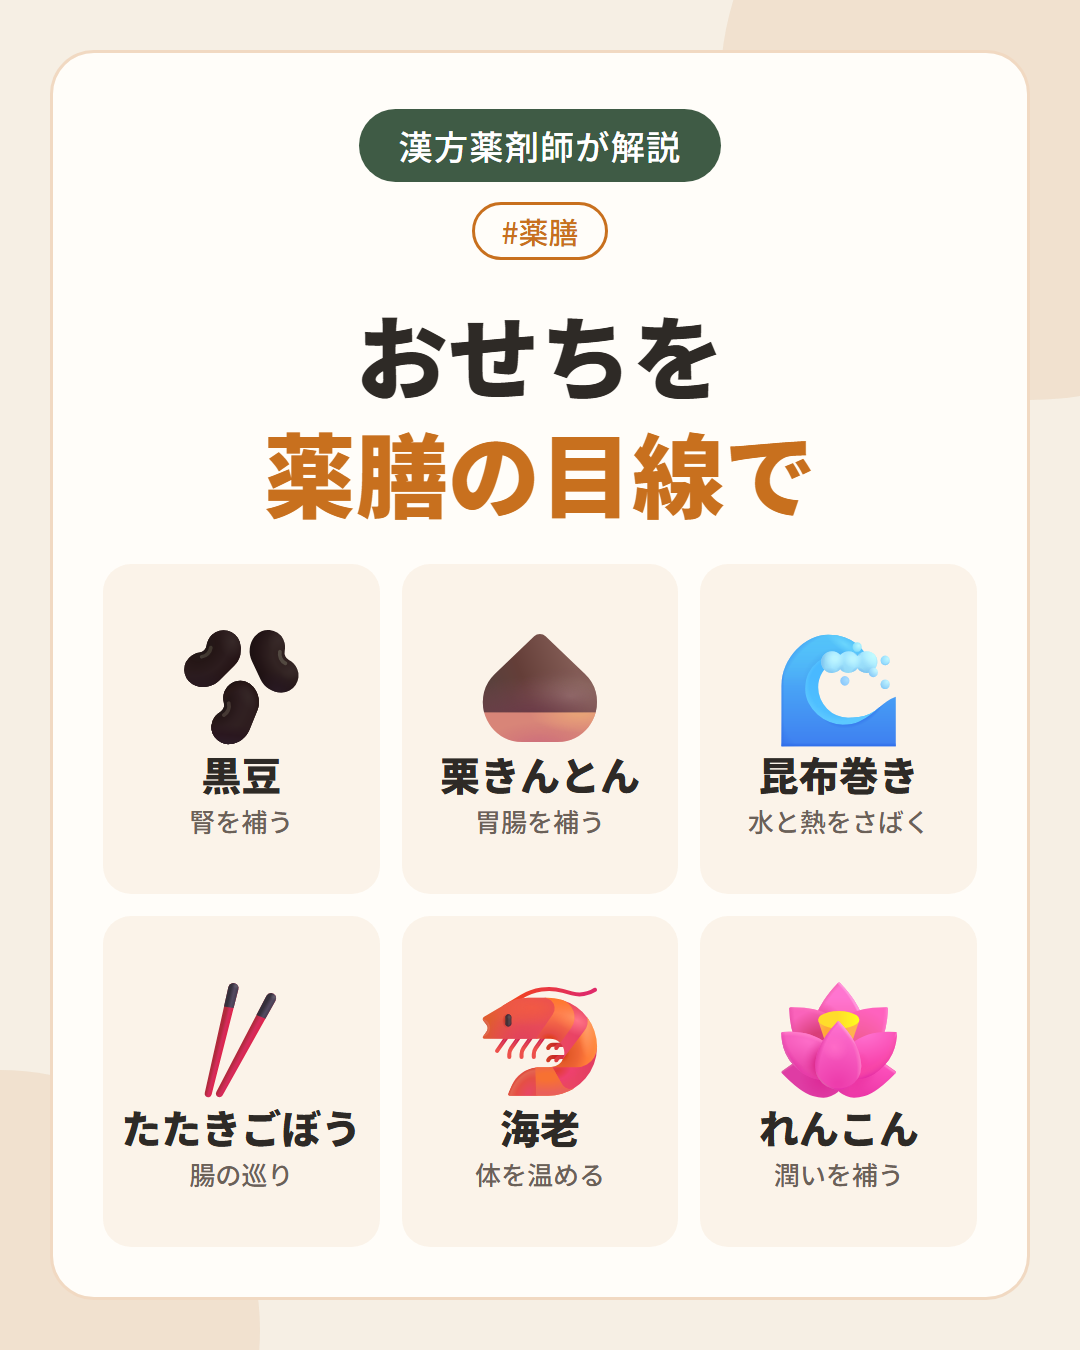 漢方薬剤師が解説
#薬膳
おせちを
薬膳の目線で
黒豆
腎を補う
栗きんとん
胃腸を補う
昆布巻き
水と熱をさばく
たたきごぼう
腸の巡り
海老
体を温める
れんこん
潤いを補う